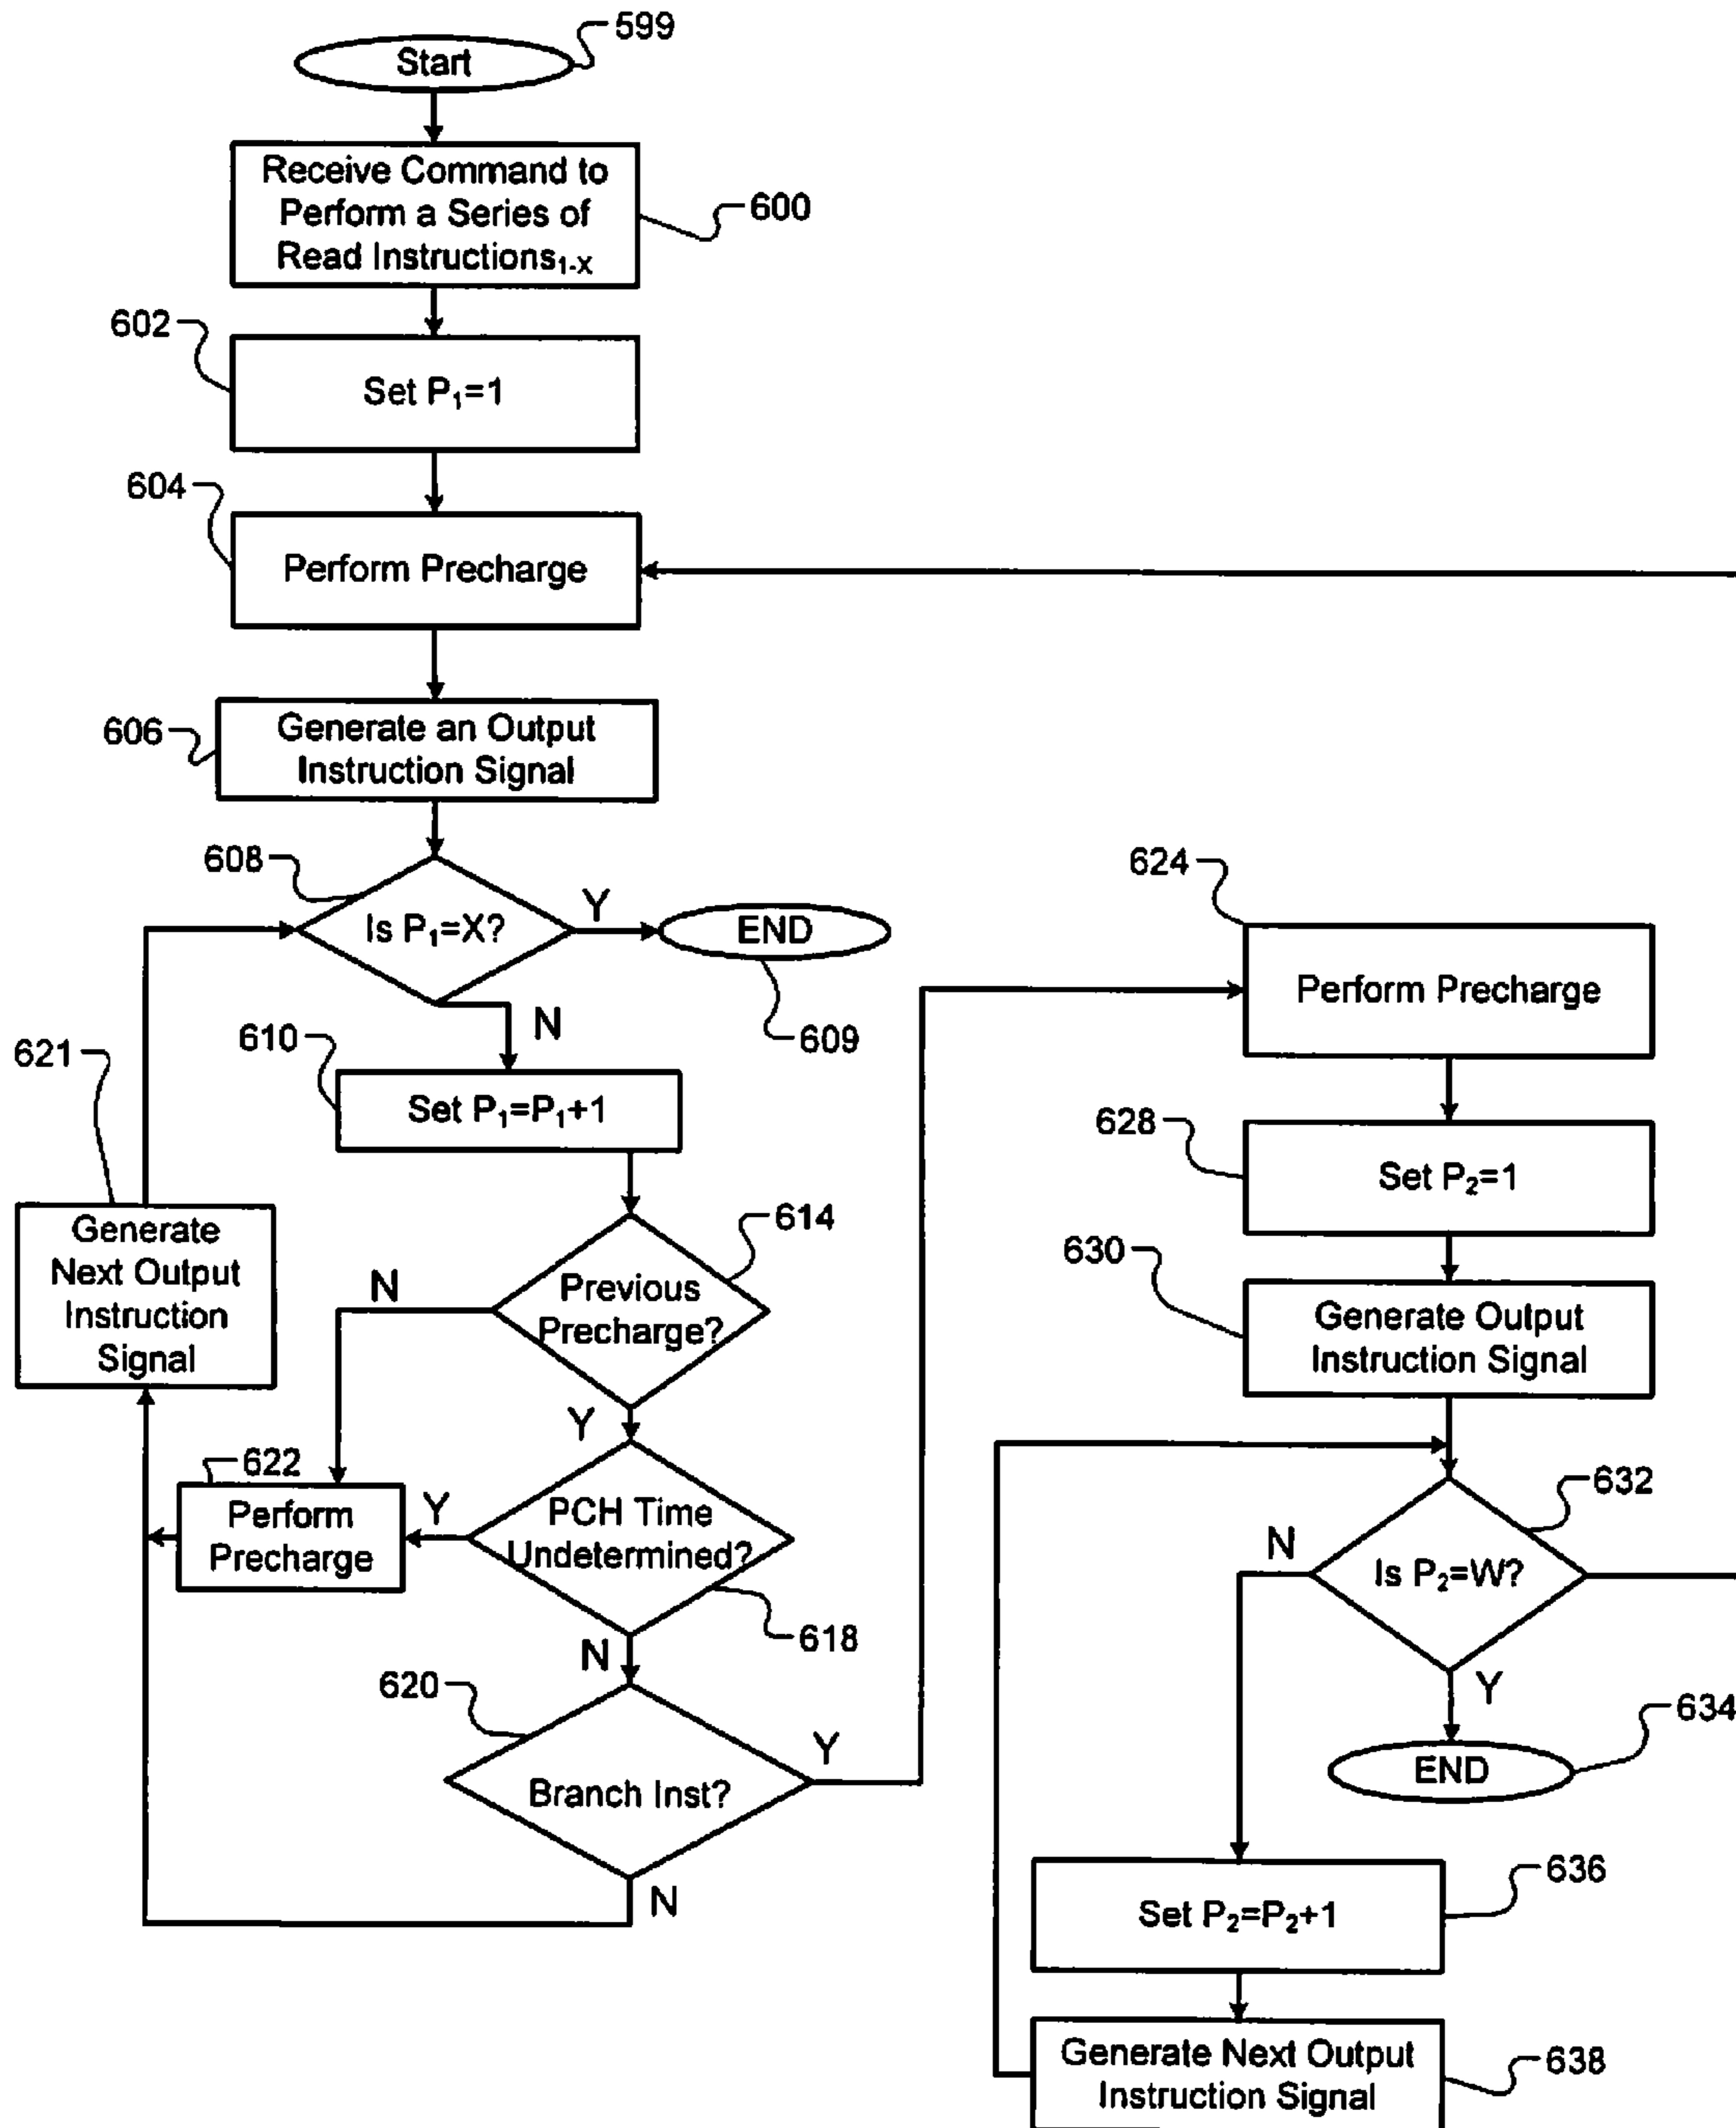 Start
599
Receive Command to
Perform a Series of
Read Instructions₁₋ₓ
600
602
Set P₁=1
604
Perform Precharge
606
Generate an Output
Instruction Signal
608
Is P₁=X?
Y
END
609
N
610
Set P₁=P₁+1
621
Generate
Next Output
Instruction
Signal
614
Previous
Precharge?
N
Y
622
Perform
Precharge
Y
PCH Time
Undetermined?
618
N
620
Branch Inst?
Y
N
624
Perform Precharge
628
Set P₂=1
630
Generate Output
Instruction Signal
632
Is P₂=W?
N
Y
634
END
636
Set P₂=P₂+1
Generate Next Output
Instruction Signal
638